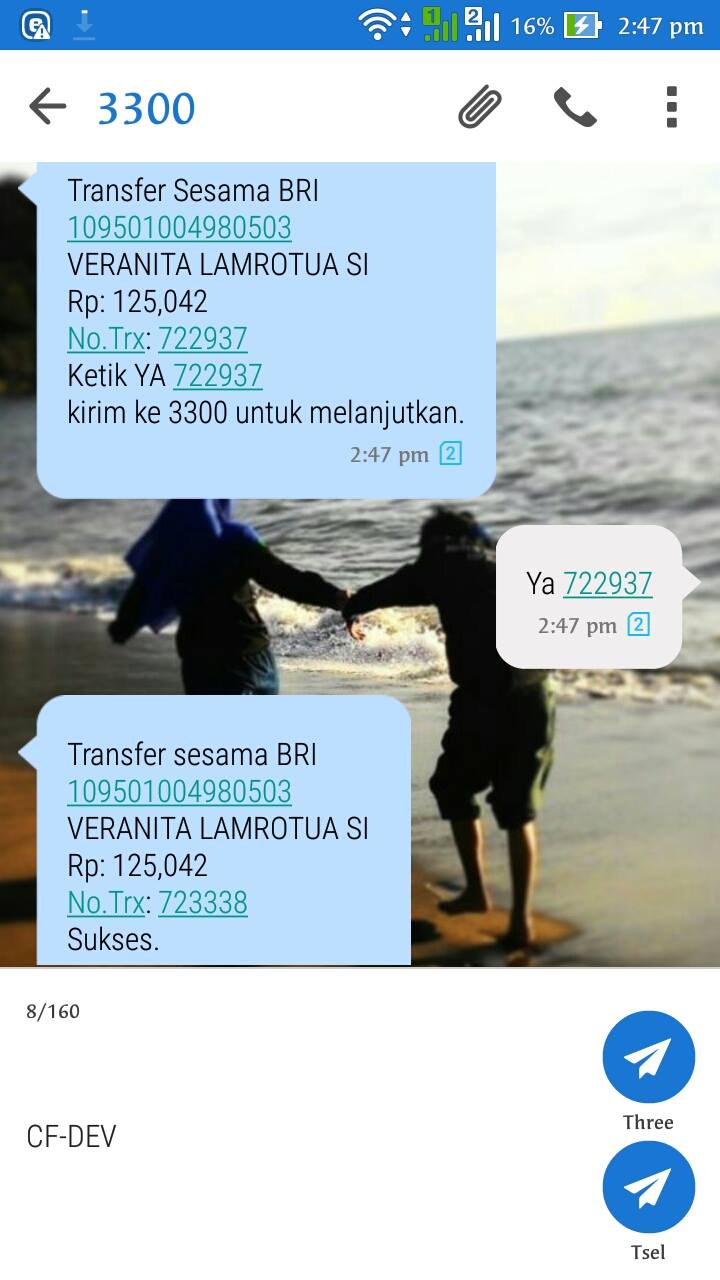 16%
2:47 pm
3300
Transfer Sesama BRI
109501004980503
VERANITA LAMROTUA SI
Rp: 125,042
No.Trx: 722937
Ketik YA 722937
kirim ke 3300 untuk melanjutkan.
2:47 pm 2
Ya 722937
2:47 pm 2
Transfer sesama BRI
109501004980503
VERANITA LAMROTUA SI
Rp: 125,042
No.Trx: 723338
Sukses.
8/160
Three
CF-DEV
Tsel